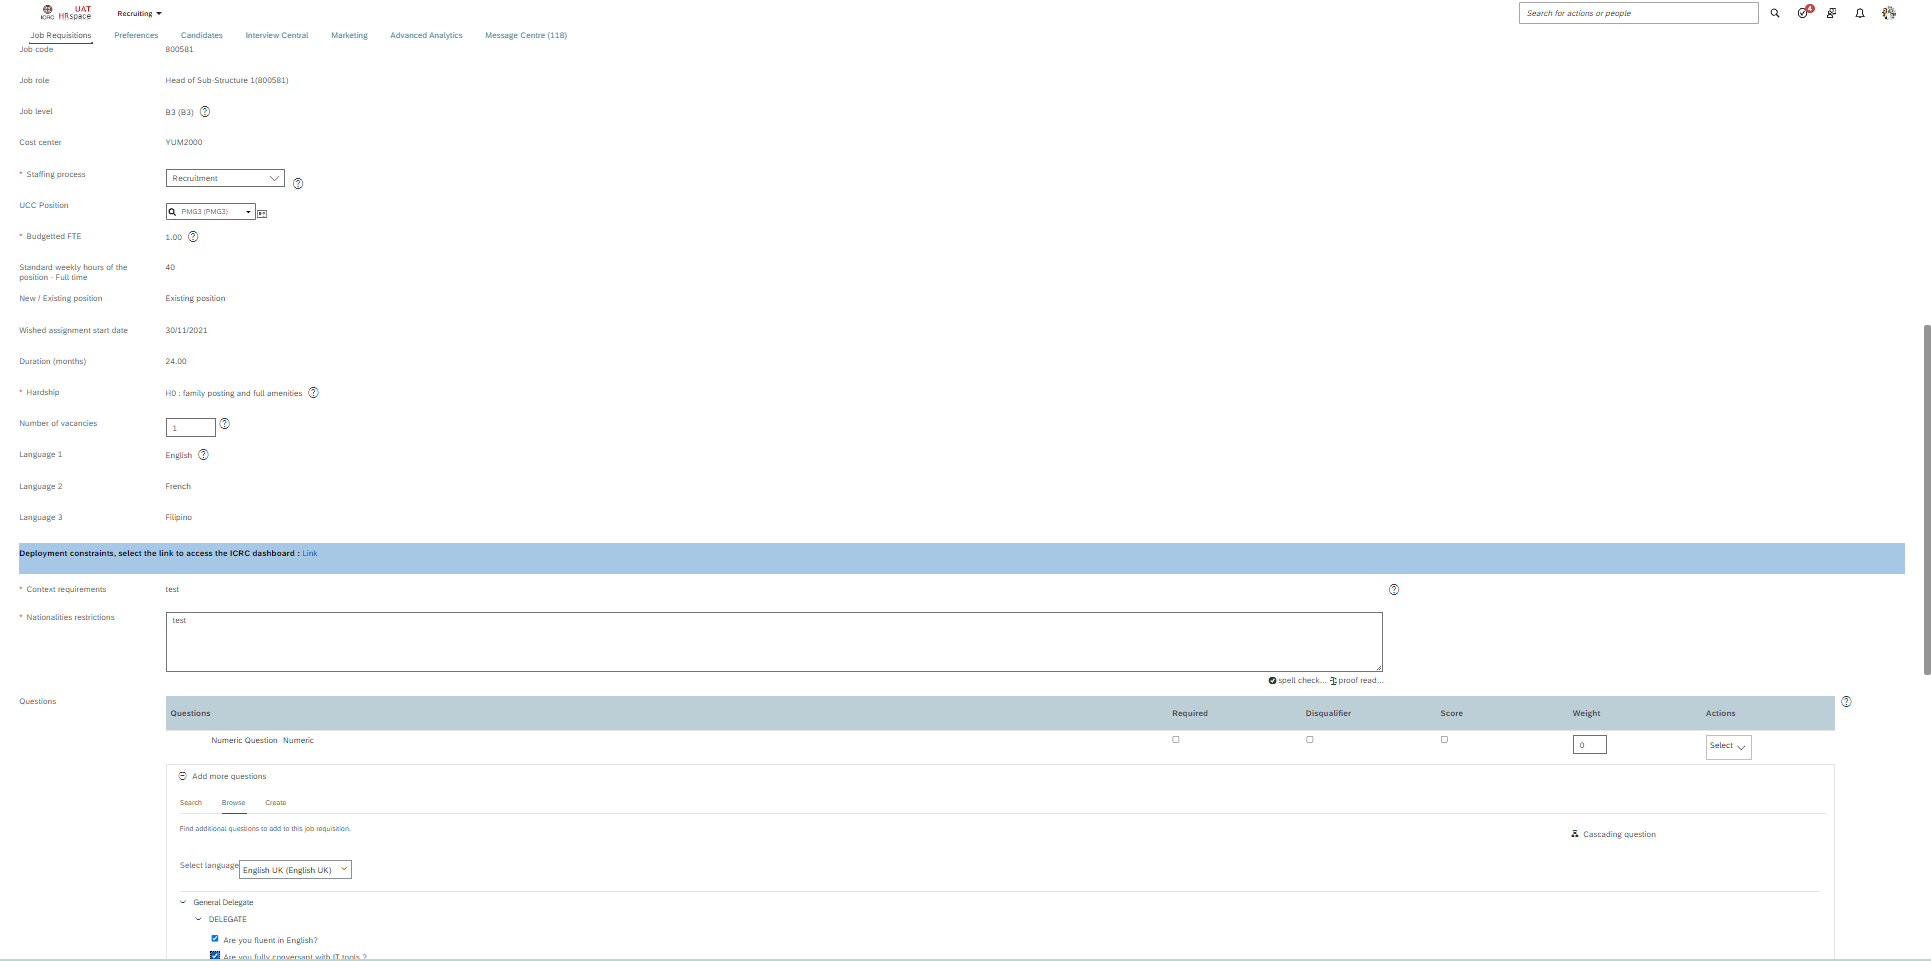 ICRC
UAT
HRspace
Recruiting
Search for actions or people
4
Job Requisitions Preferences Candidates Interview Central Marketing Advanced Analytics Message Centre (118)
Job code 800581
Job role Head of Sub-Structure 1(800581)
Job level B3 (B3) ?
Cost center YUM2000
* Staffing process Recruitment ?
UCC Position PMG3 (PMG3)
* Budgetted FTE 1.00 ?
Standard weekly hours of the 40
position - Full time
New / Existing position Existing position
Wished assignment start date 30/11/2021
Duration (months) 24.00
* Hardship H0 : family posting and full amenities ?
Number of vacancies 1 ?
Language 1 English ?
Language 2 French
Language 3 Filipino
Deployment constraints, select the link to access the ICRC dashboard : Link
* Context requirements test ?
* Nationalities restrictions test
spell check... proof read...
Questions ?
Questions Required Disqualifier Score Weight Actions
Numeric Question Numeric 0 Select
Add more questions
Search Browse Create
Find additional questions to add to this job requisition.
Cascading question
Select language English UK (English UK)
General Delegate
DELEGATE
Are you fluent in English?
Are you fully conversant with IT tools ?